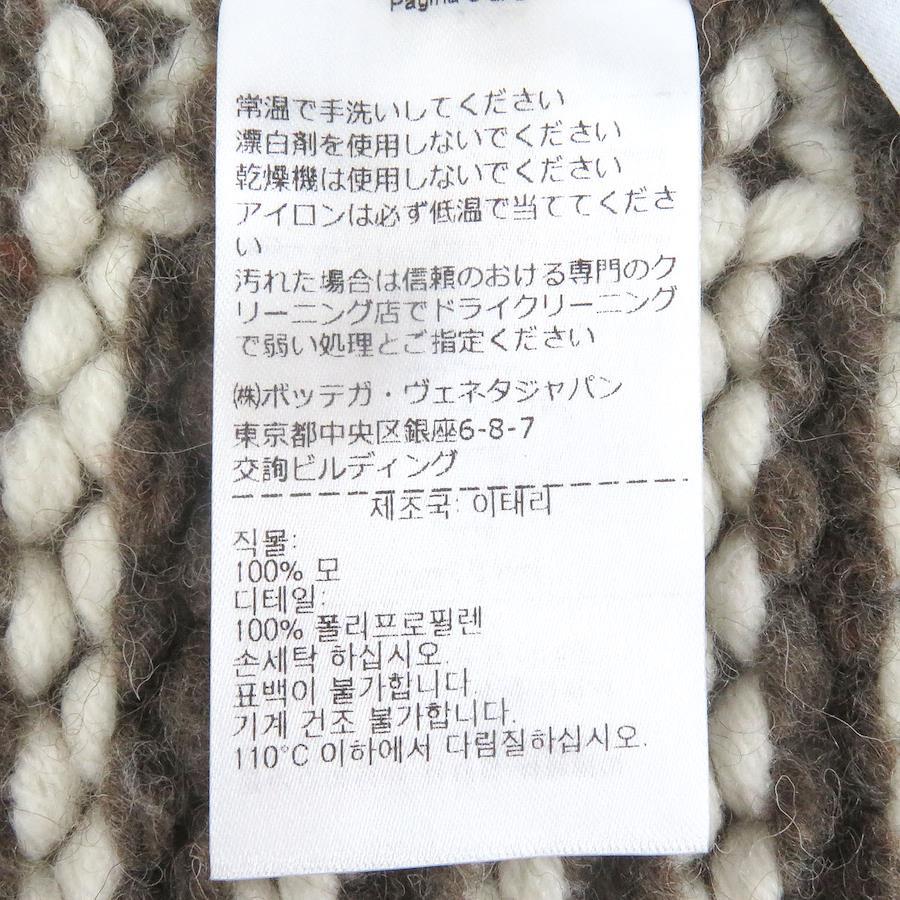 Pagina
常温で手洗いしてください
漂白剤を使用しないでください
乾燥機は使用しないでください
アイロンは必ず低温で当ててくださ
い
汚れた場合は信頼のおける専門のク
リーニング店でドライクリーニング
で弱い処理とご指定ください
㈱ボッテガ・ヴェネタジャパン
東京都中央区銀座6-8-7
交詢ビルディング
제조국: 이태리
직물:
100% 모
디테일:
100% 폴리프로필렌
손세탁 하십시오.
표백이 불가합니다.
기계 건조 불가합니다.
110°C 이하에서 다림질하십시오.